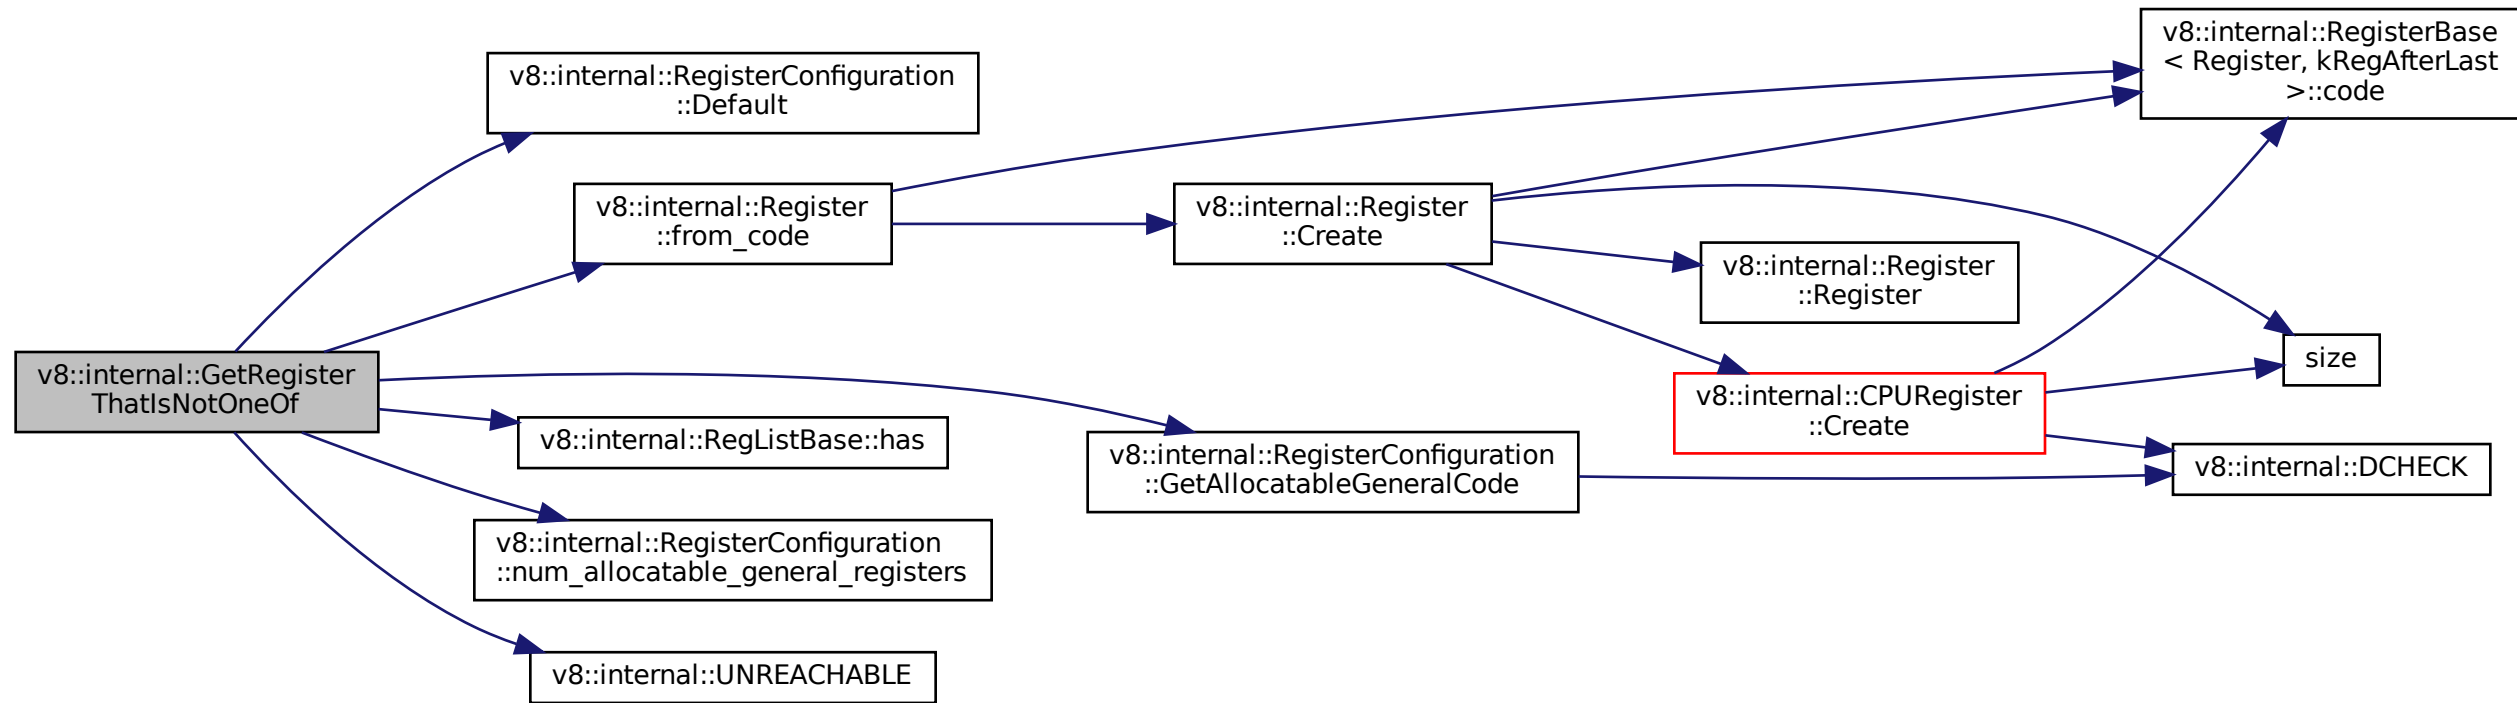 v8::internal::RegisterBase
< Register, kRegAfterLast
>::code
v8::internal::RegisterConfiguration
::Default
v8::internal::Register
::from_code
v8::internal::Register
::Create
v8::internal::Register
::Register
size
v8::internal::GetRegister
ThatIsNotOneOf
v8::internal::CPURegister
::Create
v8::internal::RegListBase::has
v8::internal::RegisterConfiguration
::GetAllocatableGeneralCode
v8::internal::DCHECK
v8::internal::RegisterConfiguration
::num_allocatable_general_registers
v8::internal::UNREACHABLE